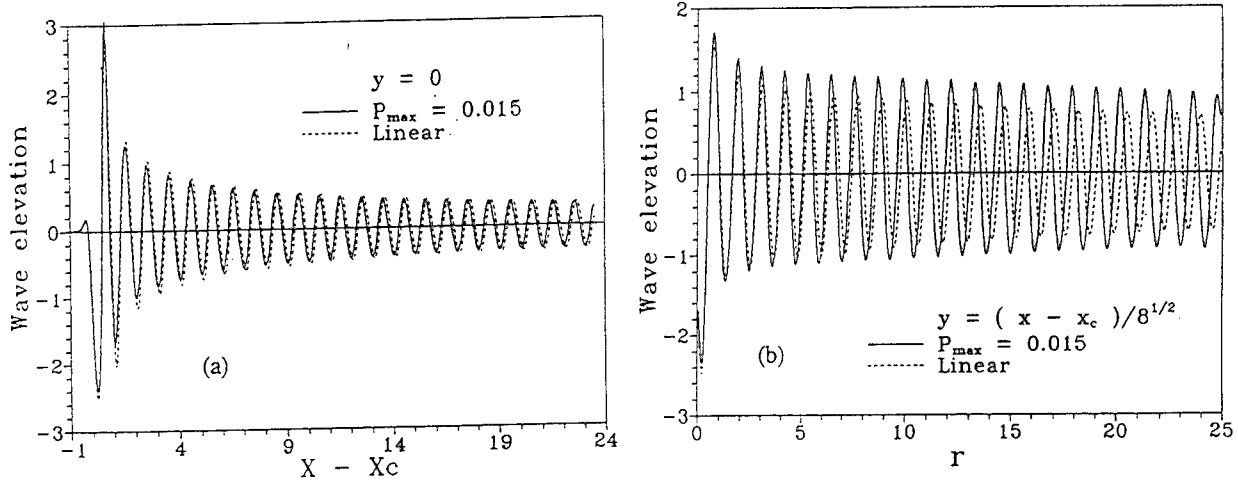 3
2
1
0
−1
−2
−3
Wave elevation
y = 0
P_max = 0.015
Linear
(a)
−1
4
9
14
19
24
X − Xc
2
1
0
−1
−2
−3
Wave elevation
y = ( x − x_c )/8^{1/2}
P_max = 0.015
Linear
(b)
0
5
10
15
20
25
r